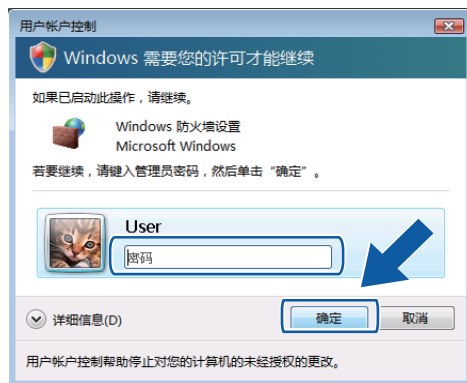 用户帐户控制
Windows 需要您的许可才能继续
如果已启动此操作，请继续。
Windows 防火墙设置
Microsoft Windows
若要继续，请键入管理员密码，然后单击“确定”。
User
密码
详细信息(D)
确定
取消
用户帐户控制帮助停止对您的计算机的未经授权的更改。